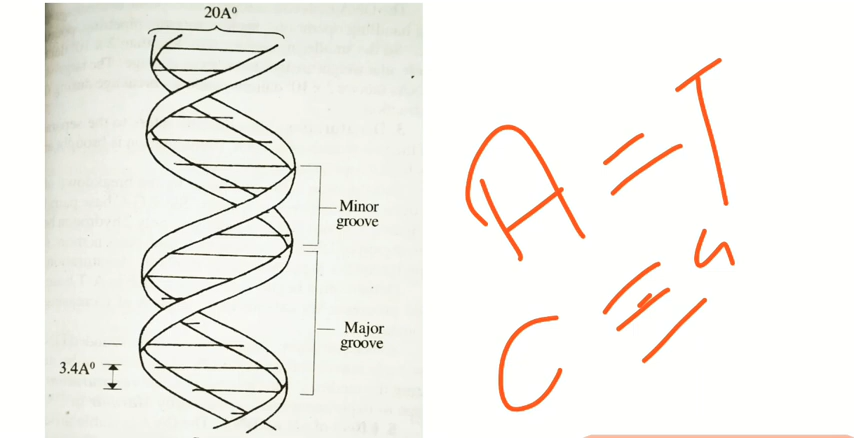 20A⁰
Minor
groove
Major
groove
3.4A⁰
A = T
C ≡ G